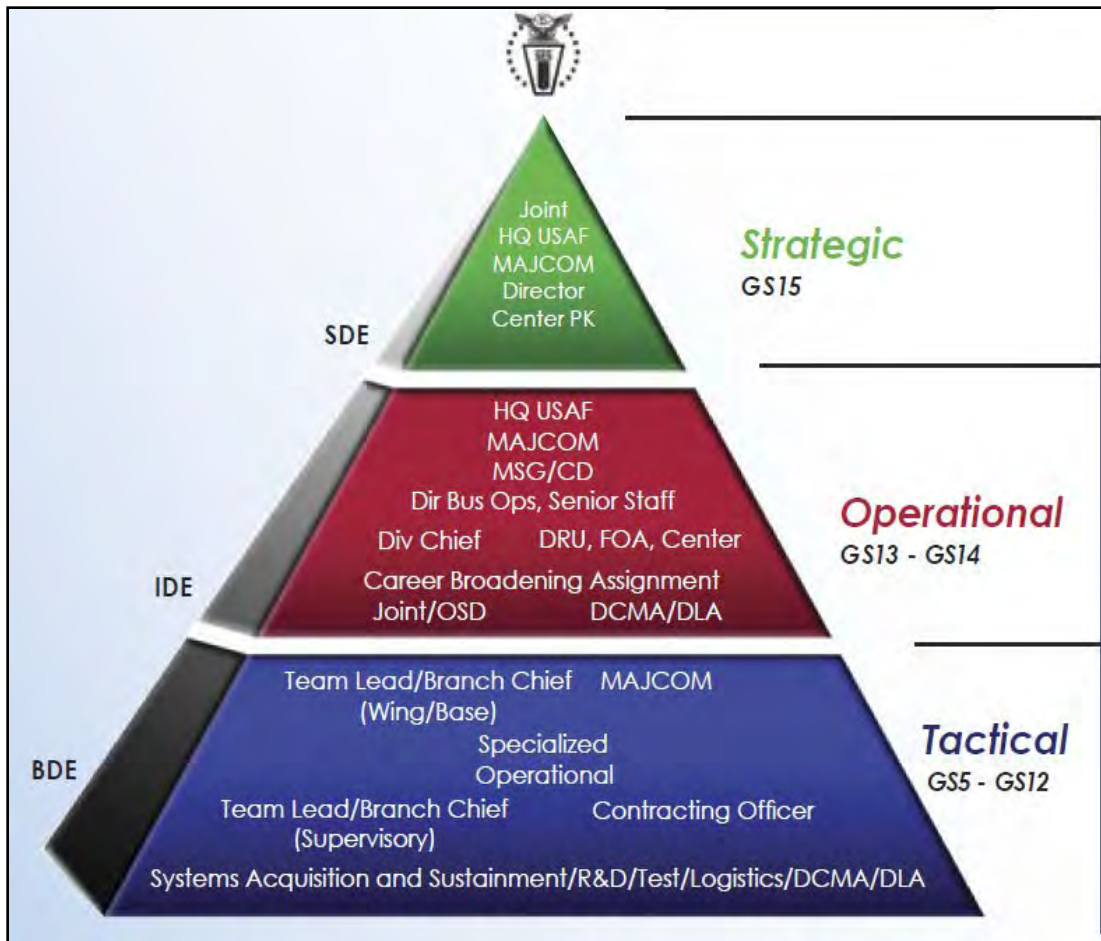 Joint
HQ USAF
MAJCOM
Director
Center PK
Strategic
GS15
SDE
HQ USAF
MAJCOM
MSG/CD
Dir Bus Ops, Senior Staff
Div Chief DRU, FOA, Center
Career Broadening Assignment
Joint/OSD DCMA/DLA
Operational
GS13 - GS14
IDE
Team Lead/Branch Chief MAJCOM
(Wing/Base)
Specialized
Operational
Team Lead/Branch Chief Contracting Officer
(Supervisory)
Systems Acquisition and Sustainment/R&D/Test/Logistics/DCMA/DLA
Tactical
GS5 - GS12
BDE